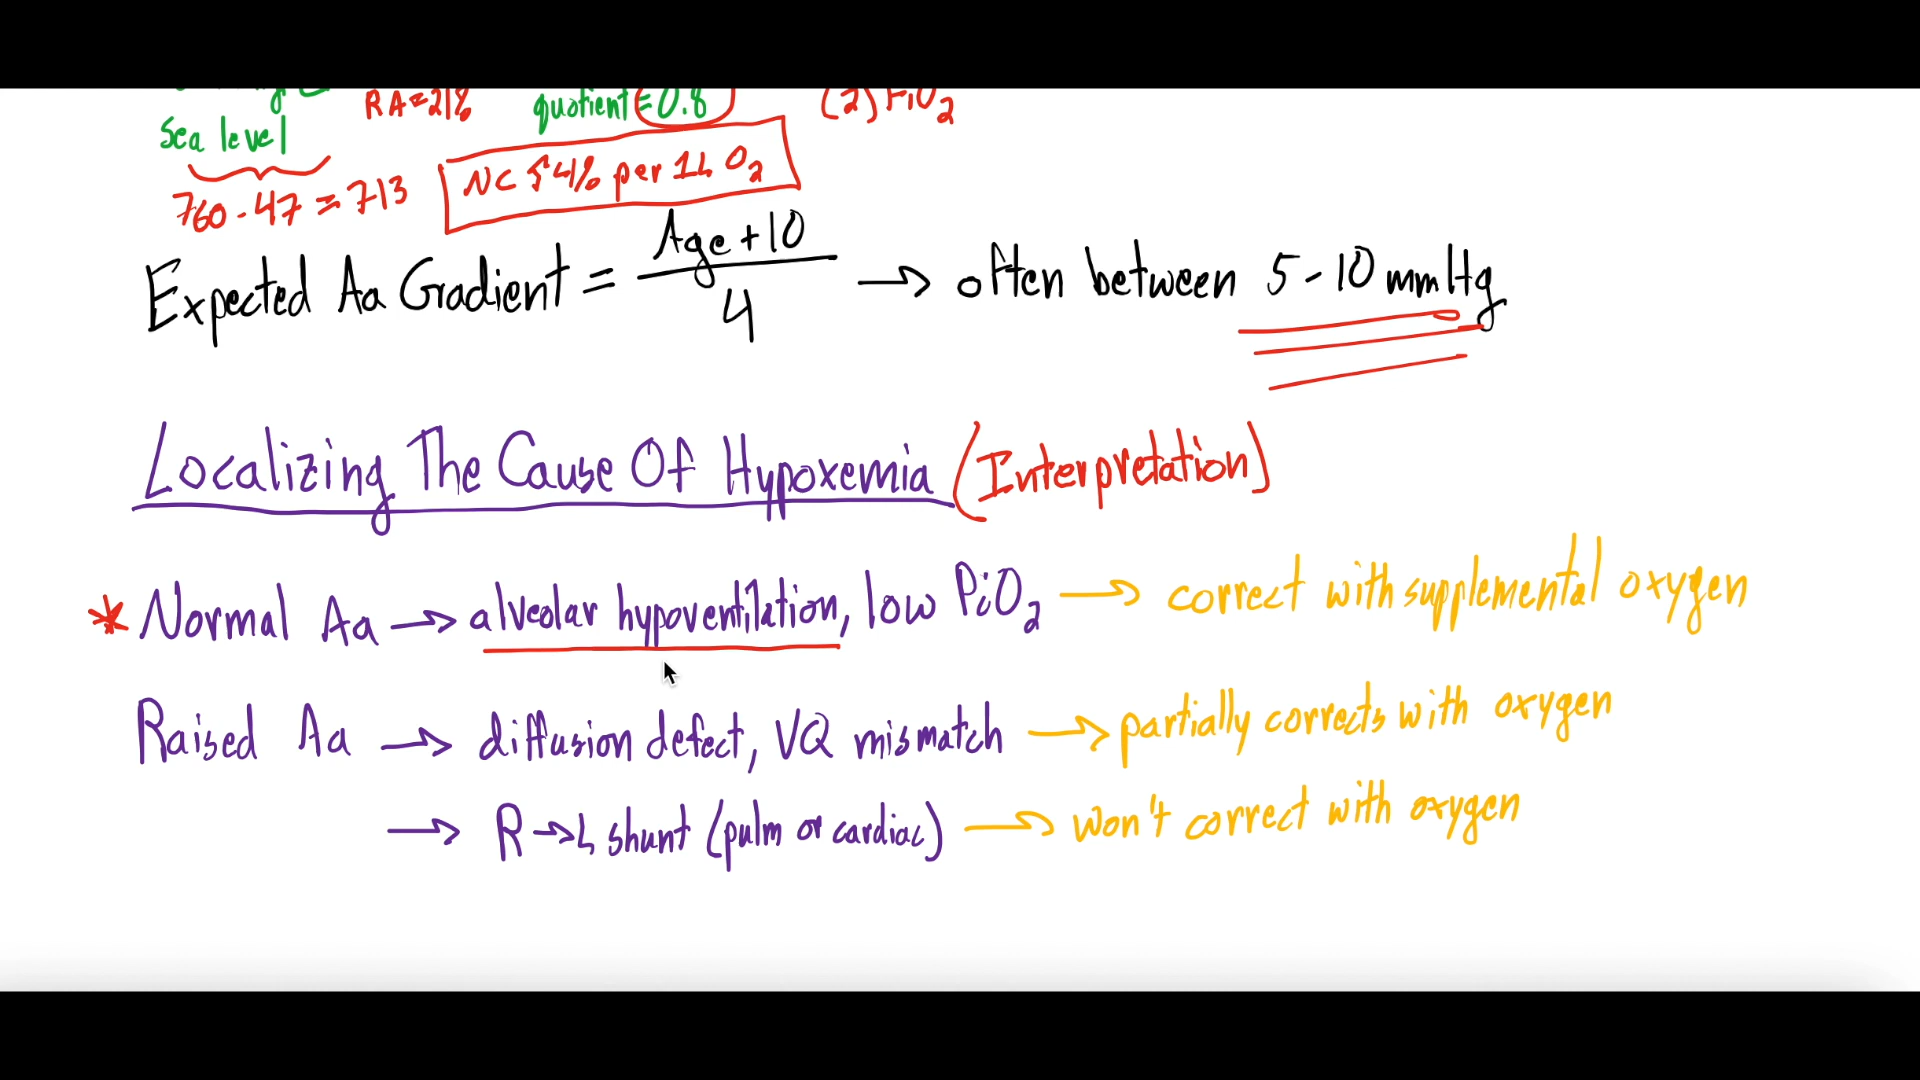 RA=21% quotient=0.8 (2) FiO2
Sea level
760-47=713 NC ↑4% per 1L O2
Expected Aa Gradient = Age+10 / 4 → often between 5-10 mmHg
Localizing The Cause Of Hypoxemia (Interpretation)
* Normal Aa → alveolar hypoventilation, low PiO2 → correct with supplemental oxygen
Raised Aa → diffusion defect, VQ mismatch → partially corrects with oxygen
→ R→L shunt (pulm or cardiac) → won't correct with oxygen